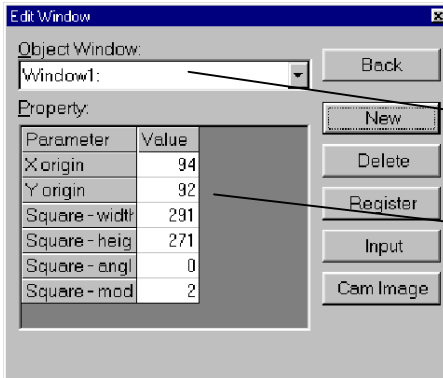 Edit Window
Object Window:
Window1:
Back
Property:
New
Parameter Value
X origin 94
Delete
Y origin 92
Square - width 291
Register
Square - heig 271
Input
Square - angl 0
Square - mod 2
Cam Image